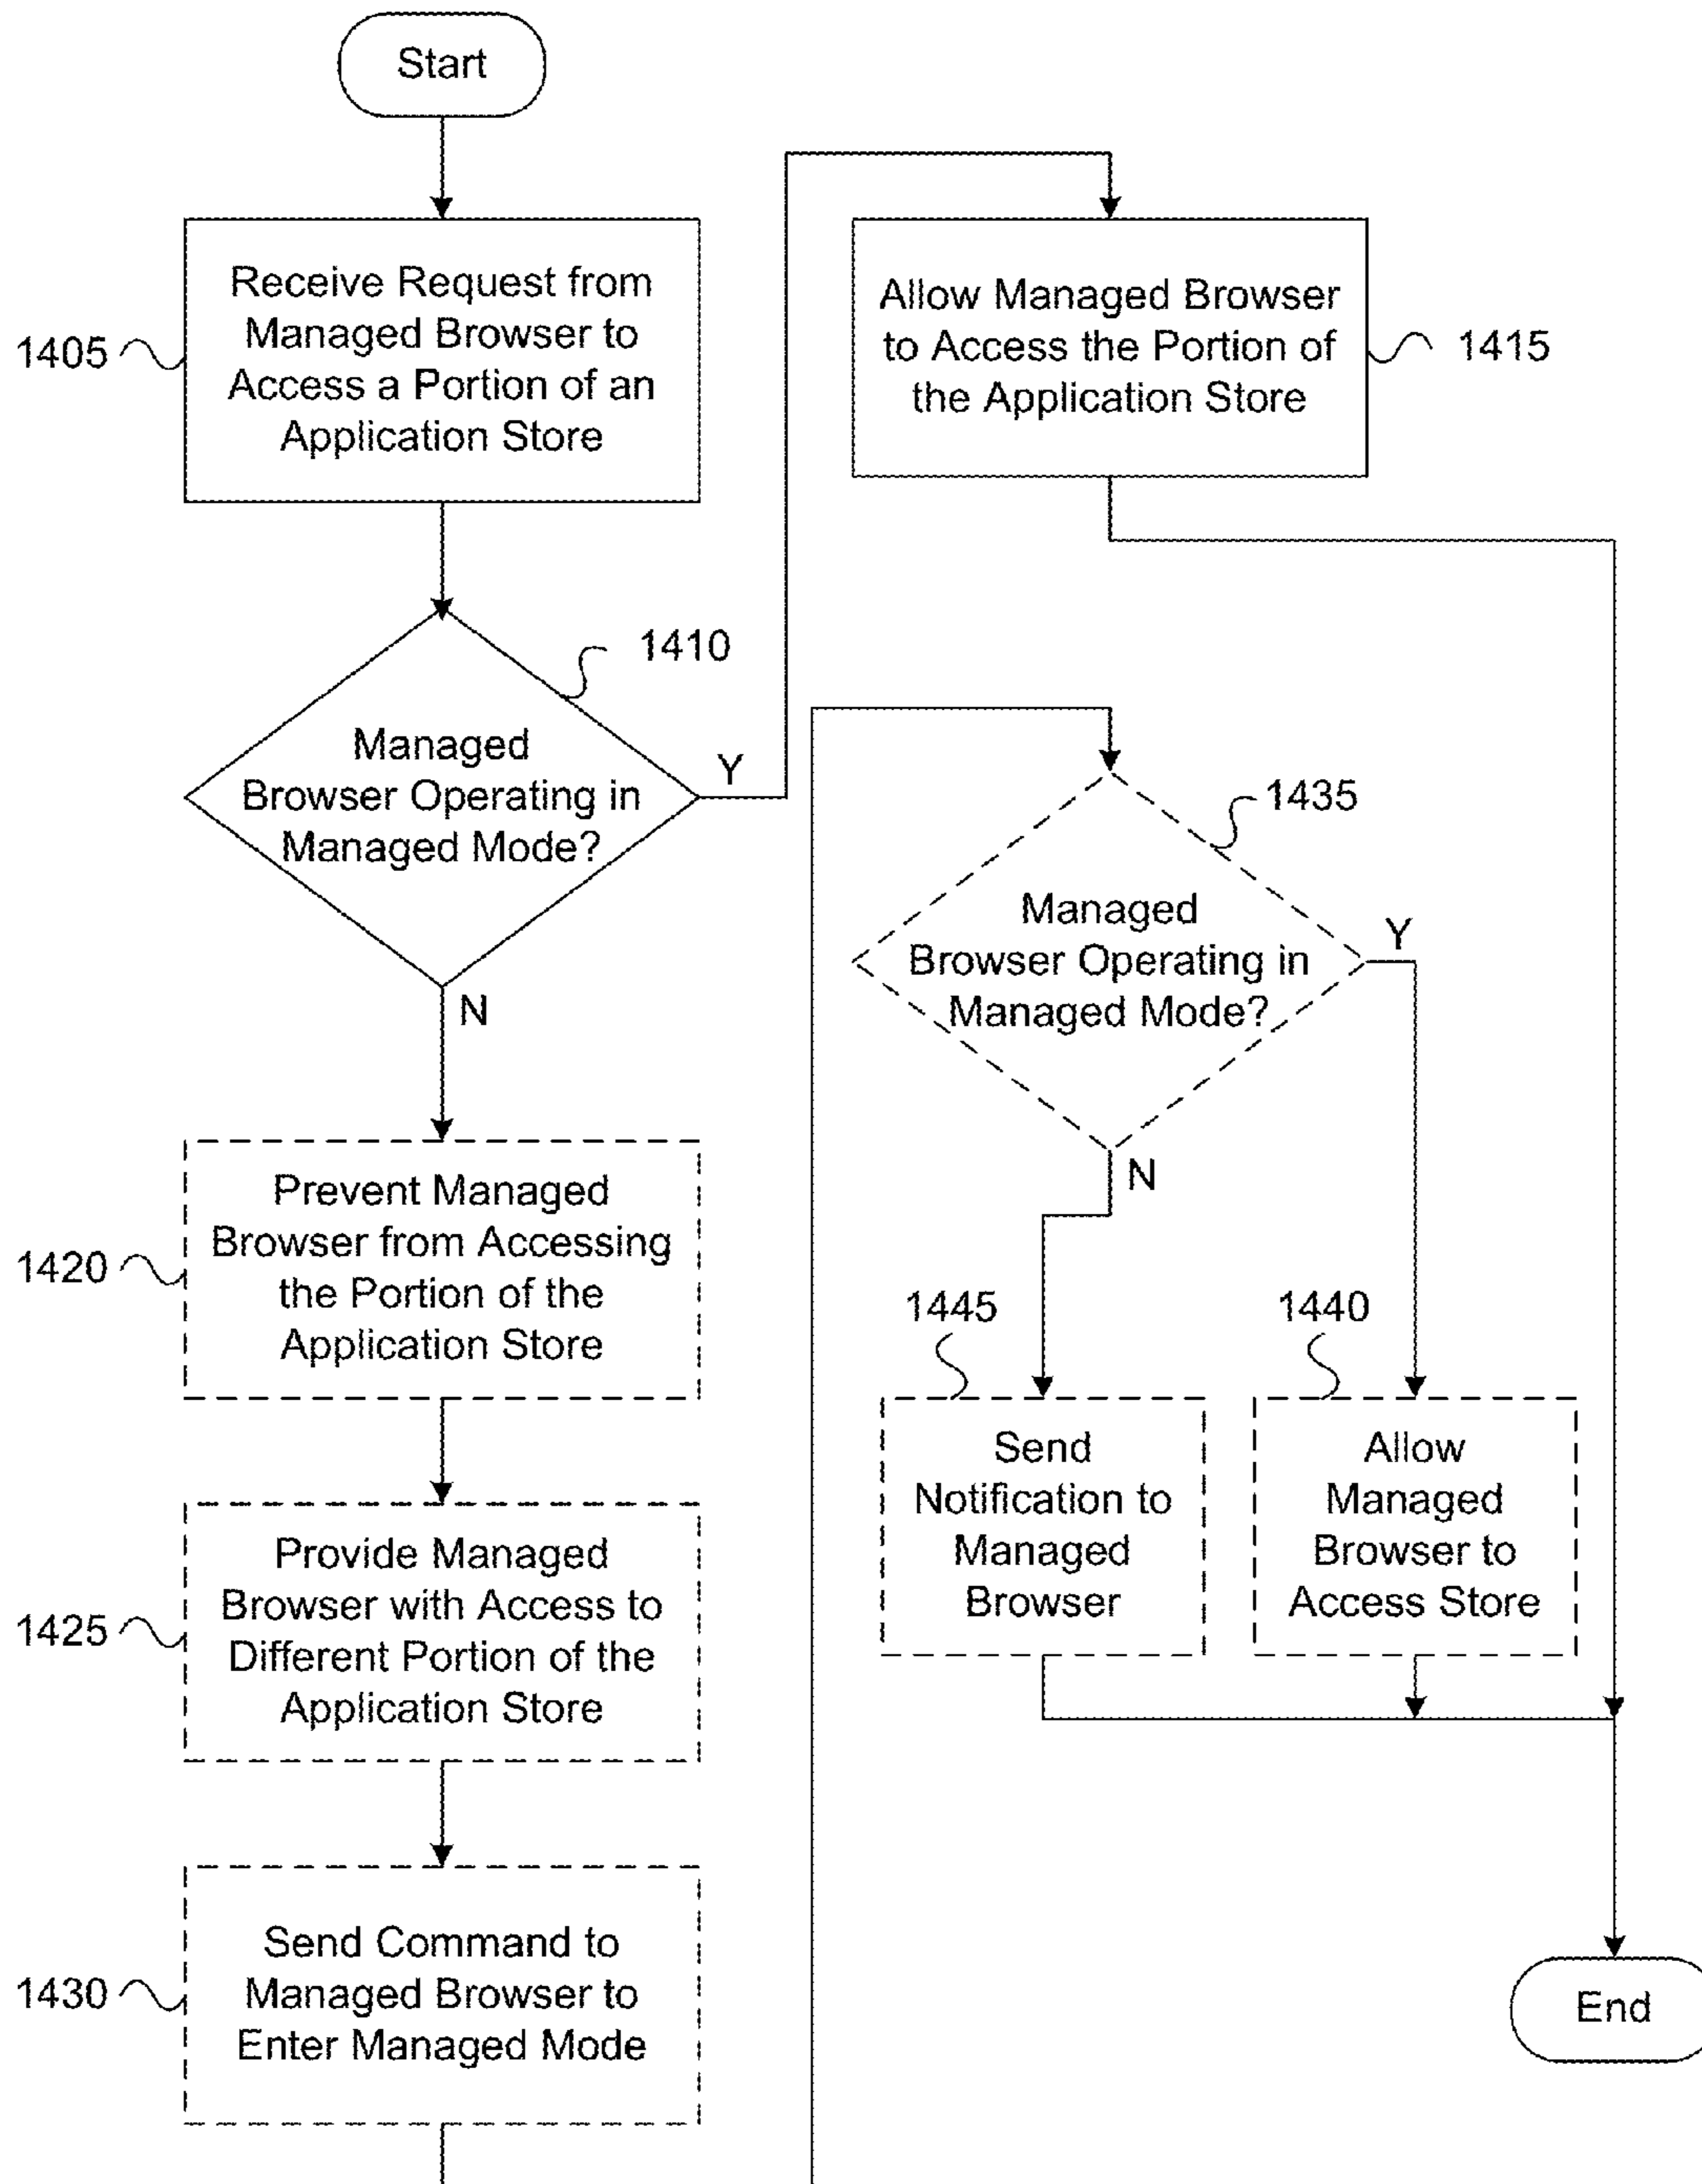 Start
1405
Receive Request from
Managed Browser to
Access a Portion of an
Application Store
1410
Managed
Browser Operating in
Managed Mode?
Y
N
Allow Managed Browser
to Access the Portion of
the Application Store
1415
1420
Prevent Managed
Browser from Accessing
the Portion of the
Application Store
1425
Provide Managed
Browser with Access to
Different Portion of the
Application Store
1430
Send Command to
Managed Browser to
Enter Managed Mode
1435
Managed
Browser Operating in
Managed Mode?
Y
N
1445
Send
Notification to
Managed
Browser
1440
Allow
Managed
Browser to
Access Store
End